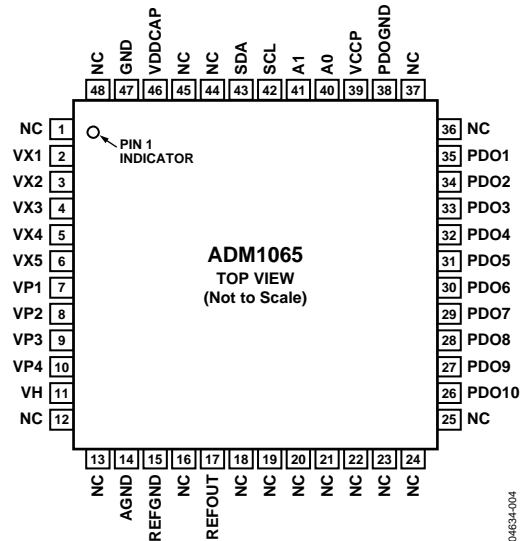 NC
GND
VDDCAP
NC
NC
SDA
SCL
A1
A0
VCCP
PDOGND
NC
48 47 46 45 44 43 42 41 40 39 38 37
NC 1
VX1 2
VX2 3
VX3 4
VX4 5
VX5 6
VP1 7
VP2 8
VP3 9
VP4 10
VH 11
NC 12
PIN 1
INDICATOR
ADM1065
TOP VIEW
(Not to Scale)
36 NC
35 PDO1
34 PDO2
33 PDO3
32 PDO4
31 PDO5
30 PDO6
29 PDO7
28 PDO8
27 PDO9
26 PDO10
25 NC
13 14 15 16 17 18 19 20 21 22 23 24
NC
AGND
REFGND
NC
REFOUT
NC
NC
NC
NC
NC
NC
NC
04634-004